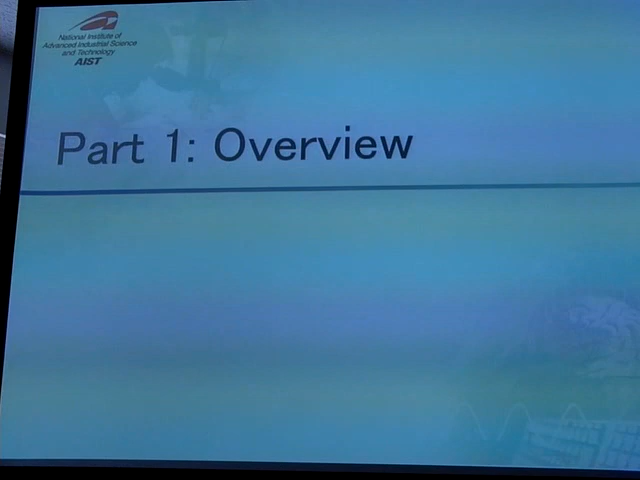 National Institute of
Advanced Industrial Science
and Technology
AIST
Part 1: Overview